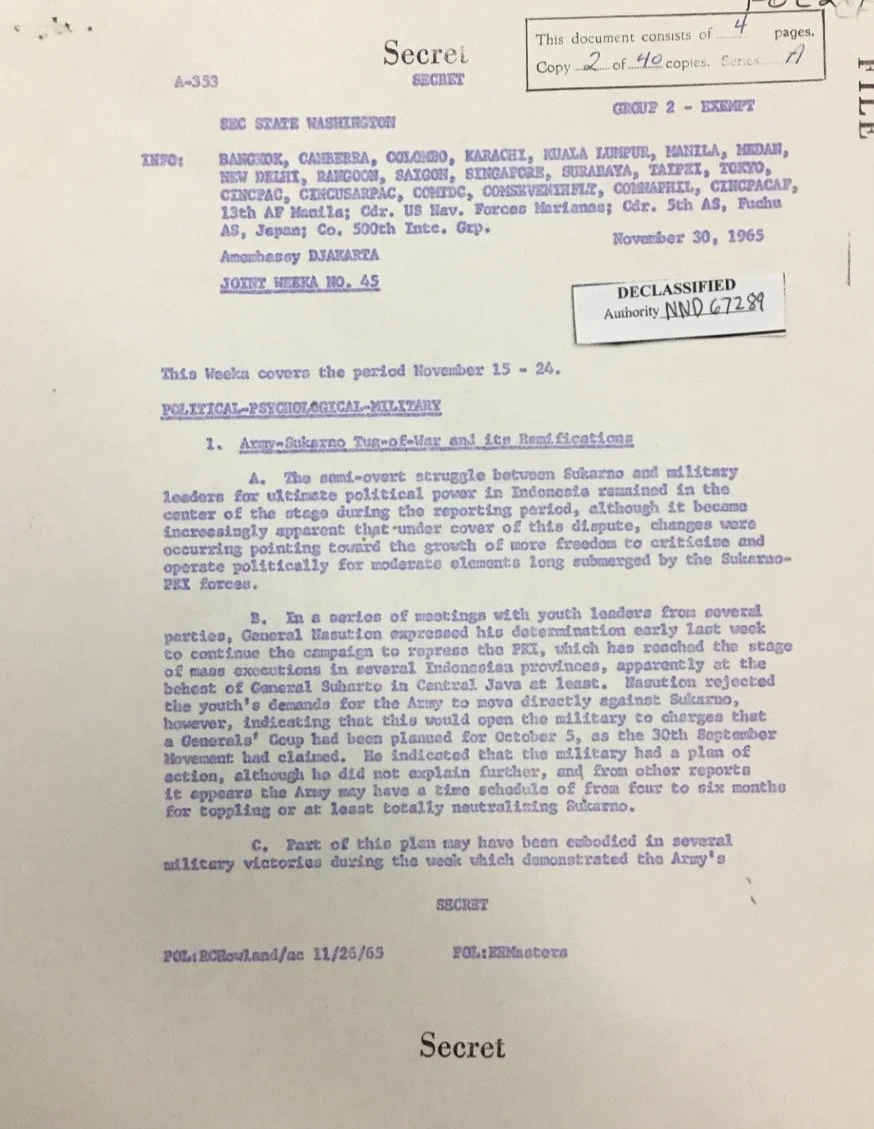 Secret
This document consists of 4 pages.
Copy 2 of 40 copies. Series A
FILE
A-353
SECRET
GROUP 2 - EXEMPT
SEC STATE WASHINGTON
INFO: BANGKOK, CANBERRA, COLOMBO, KARACHI, KUALA LUMPUR, MANILA, MEDAN,
NEW DELHI, RANGOON, SAIGON, SINGAPORE, SURABAYA, TAIPEI, TOKYO,
CINCPAC, CINCUSARPAC, COMTDC, COMSEVENTHFLT, COMNAPHIL, CINCPACAF,
13th AF Manila; Cdr. US Nav. Forces Marianas; Cdr. 5th AS, Fuchu
AS, Japan; Co. 500th Intc. Grp.
November 30, 1965
Amembassy DJAKARTA
JOINT WEEKA NO. 45
DECLASSIFIED
Authority NND 67289
This Weeka covers the period November 15 - 24.
POLITICAL-PSYCHOLOGICAL-MILITARY
1. Army-Sukarno Tug-of-War and its Ramifications
A. The semi-overt struggle between Sukarno and military
leaders for ultimate political power in Indonesia remained in the
center of the stage during the reporting period, although it became
increasingly apparent that under cover of this dispute, changes were
occurring pointing toward the growth of more freedom to criticize and
operate politically for moderate elements long submerged by the Sukarno-
PKI forces.
B. In a series of meetings with youth leaders from several
parties, General Nasution expressed his determination early last week
to continue the campaign to repress the PKI, which has reached the stage
of mass executions in several Indonesian provinces, apparently at the
behest of General Suharto in Central Java at least. Nasution rejected
the youth's demands for the Army to move directly against Sukarno,
however, indicating that this would open the military to charges that
a Generals' Coup had been planned for October 5, as the 30th September
Movement had claimed. He indicated that the military had a plan of
action, although he did not explain further, and from other reports
it appears the Army may have a time schedule of from four to six months
for toppling or at least totally neutralizing Sukarno.
C. Part of this plan may have been embodied in several
military victories during the week which demonstrated the Army's
SECRET
POL:RCHowland/ac 11/26/65 POL:EEMasters
Secret